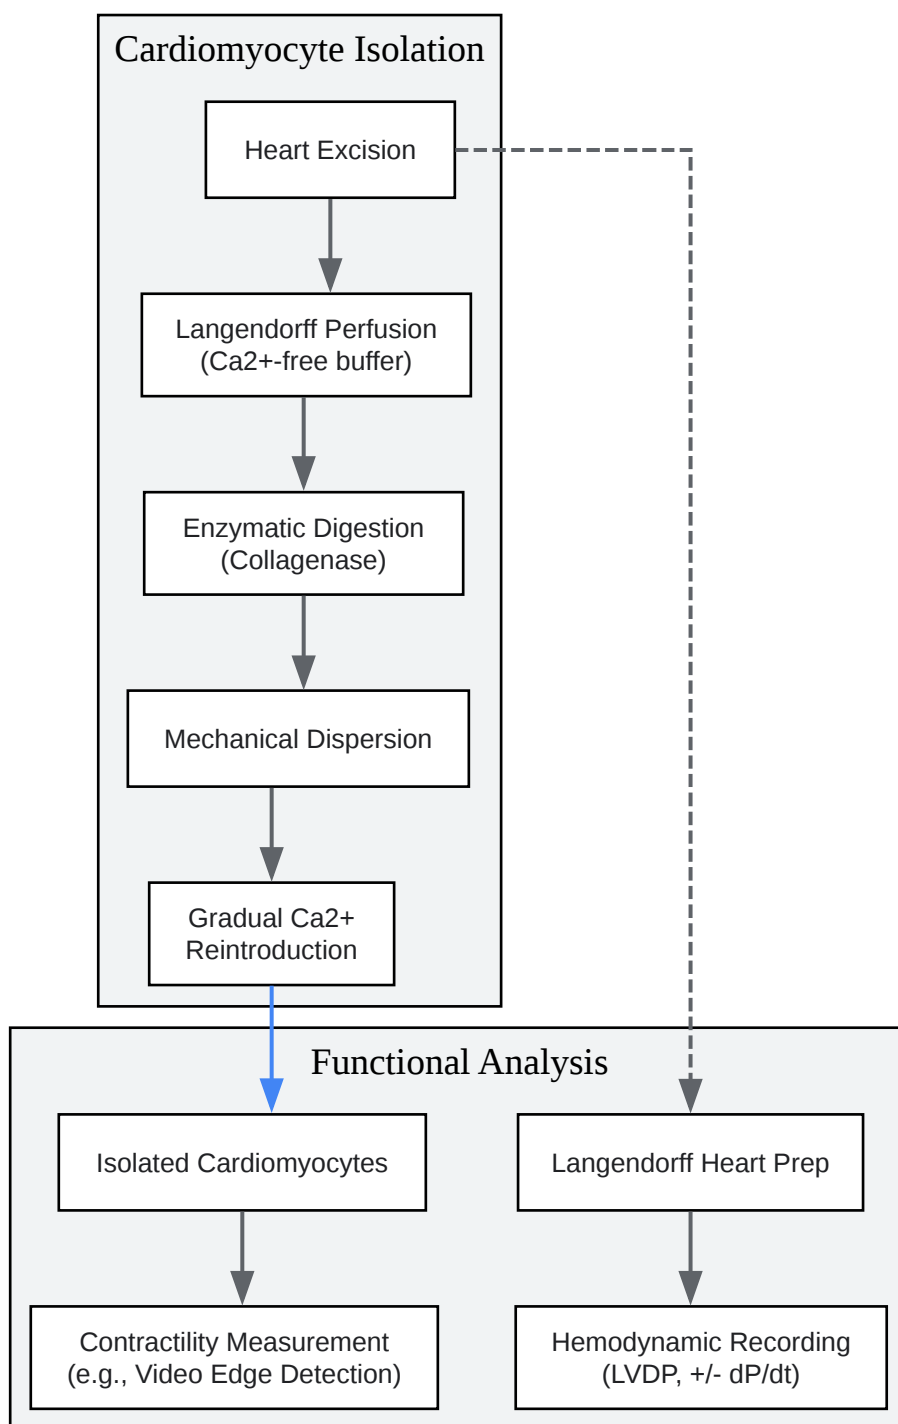 Cardiomyocyte Isolation
Heart Excision
Langendorff Perfusion
(Ca2+-free buffer)
Enzymatic Digestion
(Collagenase)
Mechanical Dispersion
Gradual Ca2+
Reintroduction
Functional Analysis
Isolated Cardiomyocytes
Langendorff Heart Prep
Contractility Measurement
(e.g., Video Edge Detection)
Hemodynamic Recording
(LVDP, +/- dP/dt)